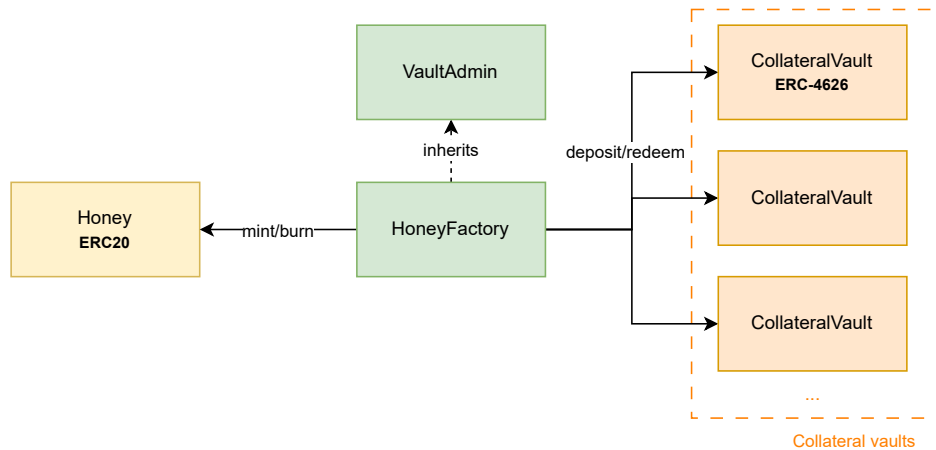 VaultAdmin
CollateralVault
ERC-4626
inherits
deposit/redeem
CollateralVault
Honey
ERC20
mint/burn
HoneyFactory
CollateralVault
...
Collateral vaults